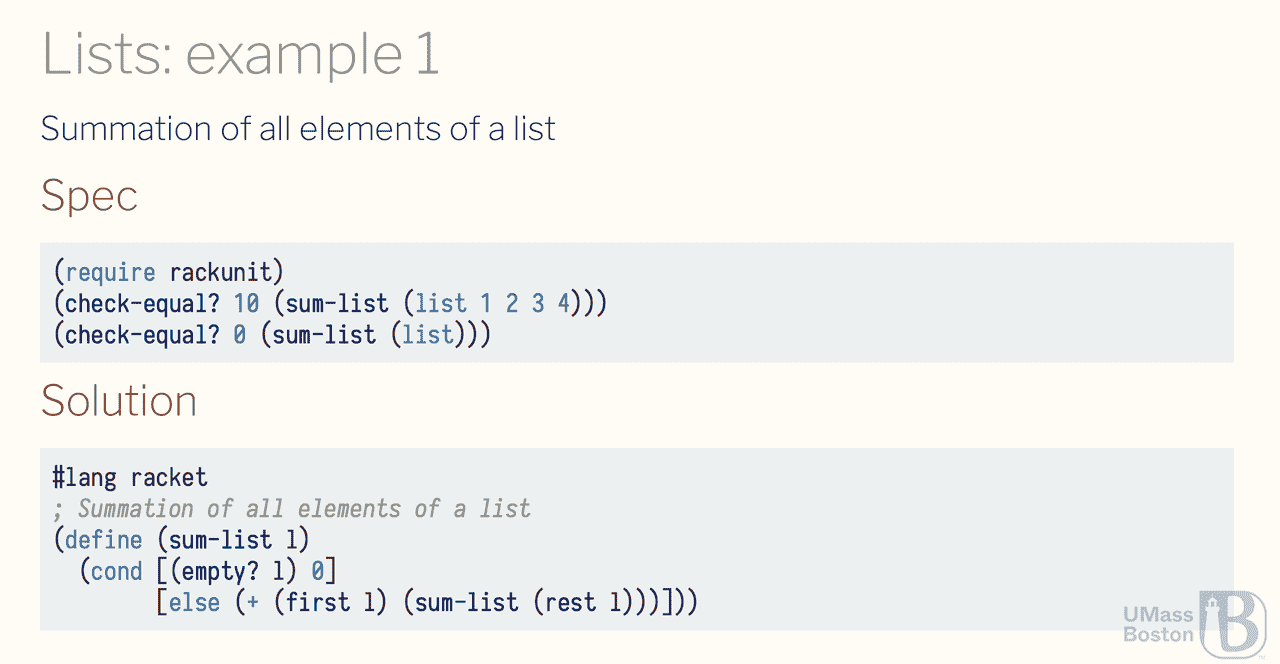 Lists: example 1
Summation of all elements of a list
Spec
(require rackunit)
(check-equal? 10 (sum-list (list 1 2 3 4)))
(check-equal? 0 (sum-list (list)))
Solution
#lang racket
; Summation of all elements of a list
(define (sum-list l)
  (cond [(empty? l) 0]
        [else (+ (first l) (sum-list (rest l)))]))
UMass
Boston
B